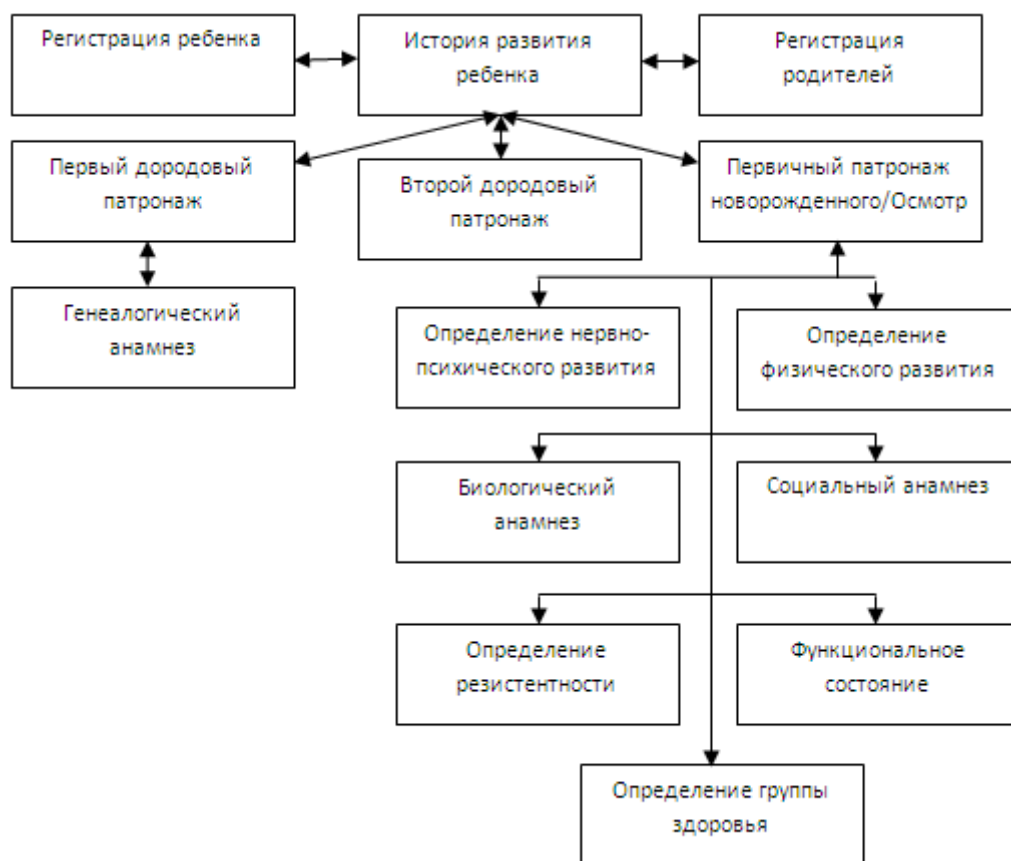 Регистрация ребенка
История развития
ребенка
Регистрация
родителей
Первый дородовый
патронаж
Второй дородовый
патронаж
Первичный патронаж
новорожденного/Осмотр
Генеалогический
анамнез
Определение нервно-
психического развития
Определение
физического развития
Биологический
анамнез
Социальный анамнез
Определение
резистентности
Функциональное
состояние
Определение группы
здоровья